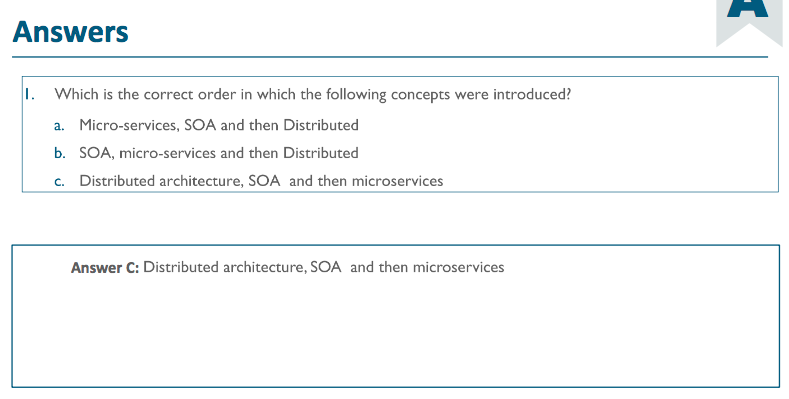 A
Answers
1. Which is the correct order in which the following concepts were introduced?
a. Micro-services, SOA and then Distributed
b. SOA, micro-services and then Distributed
c. Distributed architecture, SOA and then microservices
Answer C: Distributed architecture, SOA and then microservices